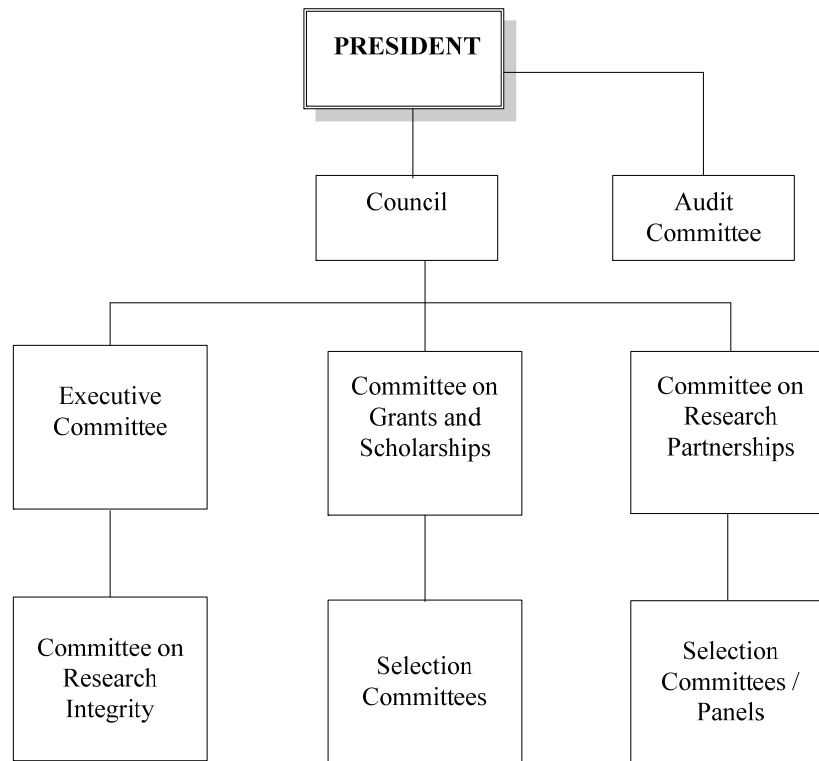 PRESIDENT
Council
Audit
Committee
Executive
Committee
Committee on
Grants and
Scholarships
Committee on
Research
Partnerships
Committee on
Research
Integrity
Selection
Committees
Selection
Committees /
Panels